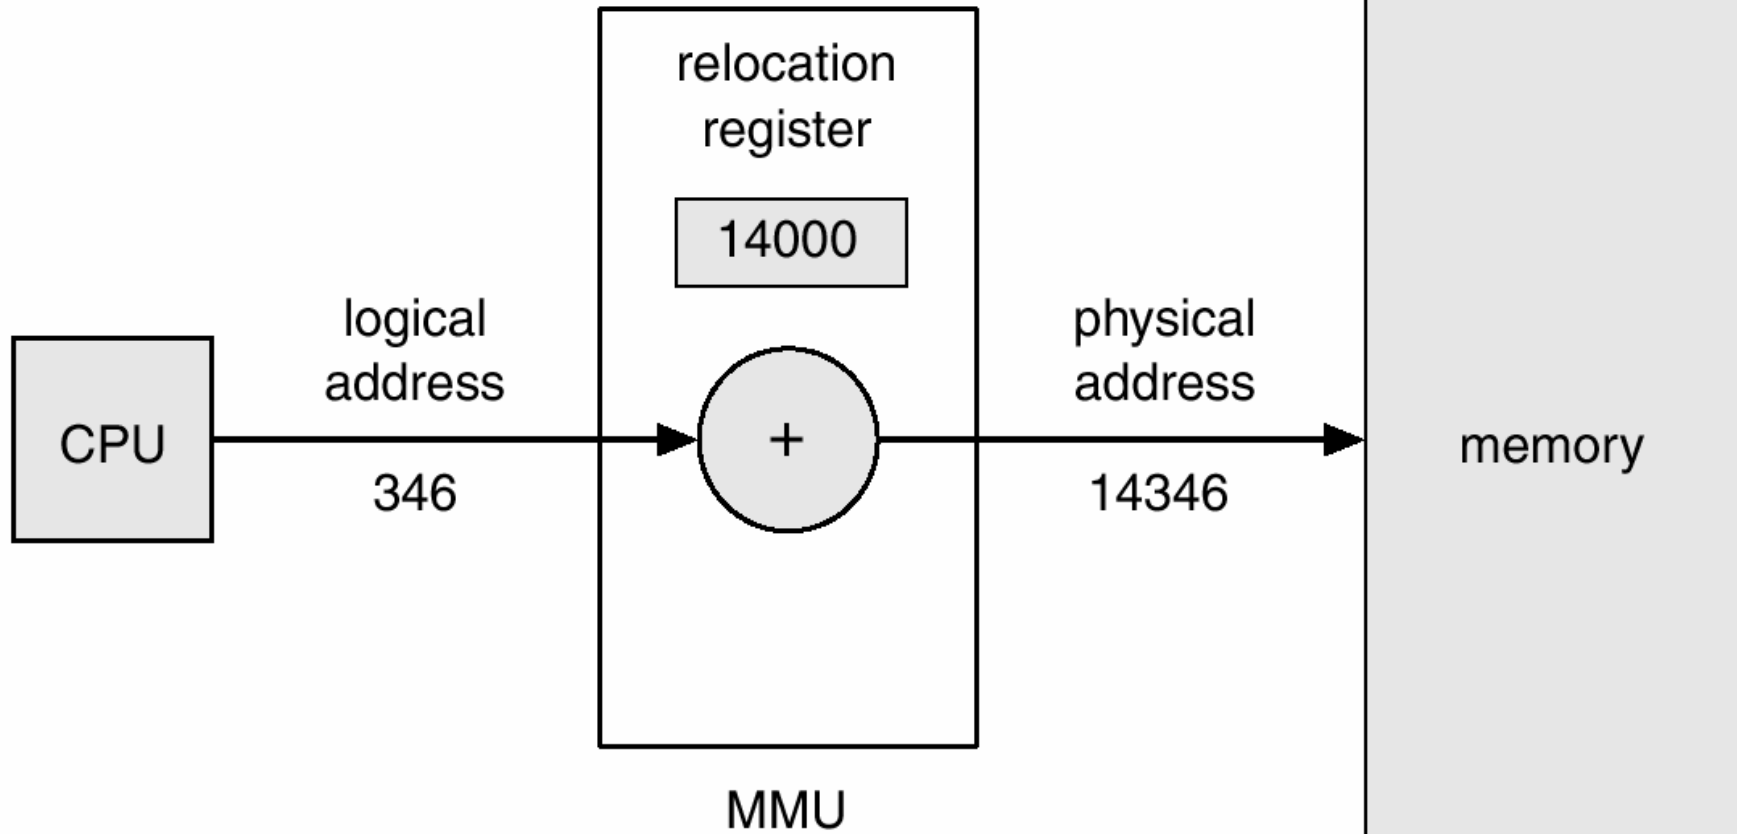 relocation
register
14000
logical
address
physical
address
CPU
+
memory
346
14346
MMU